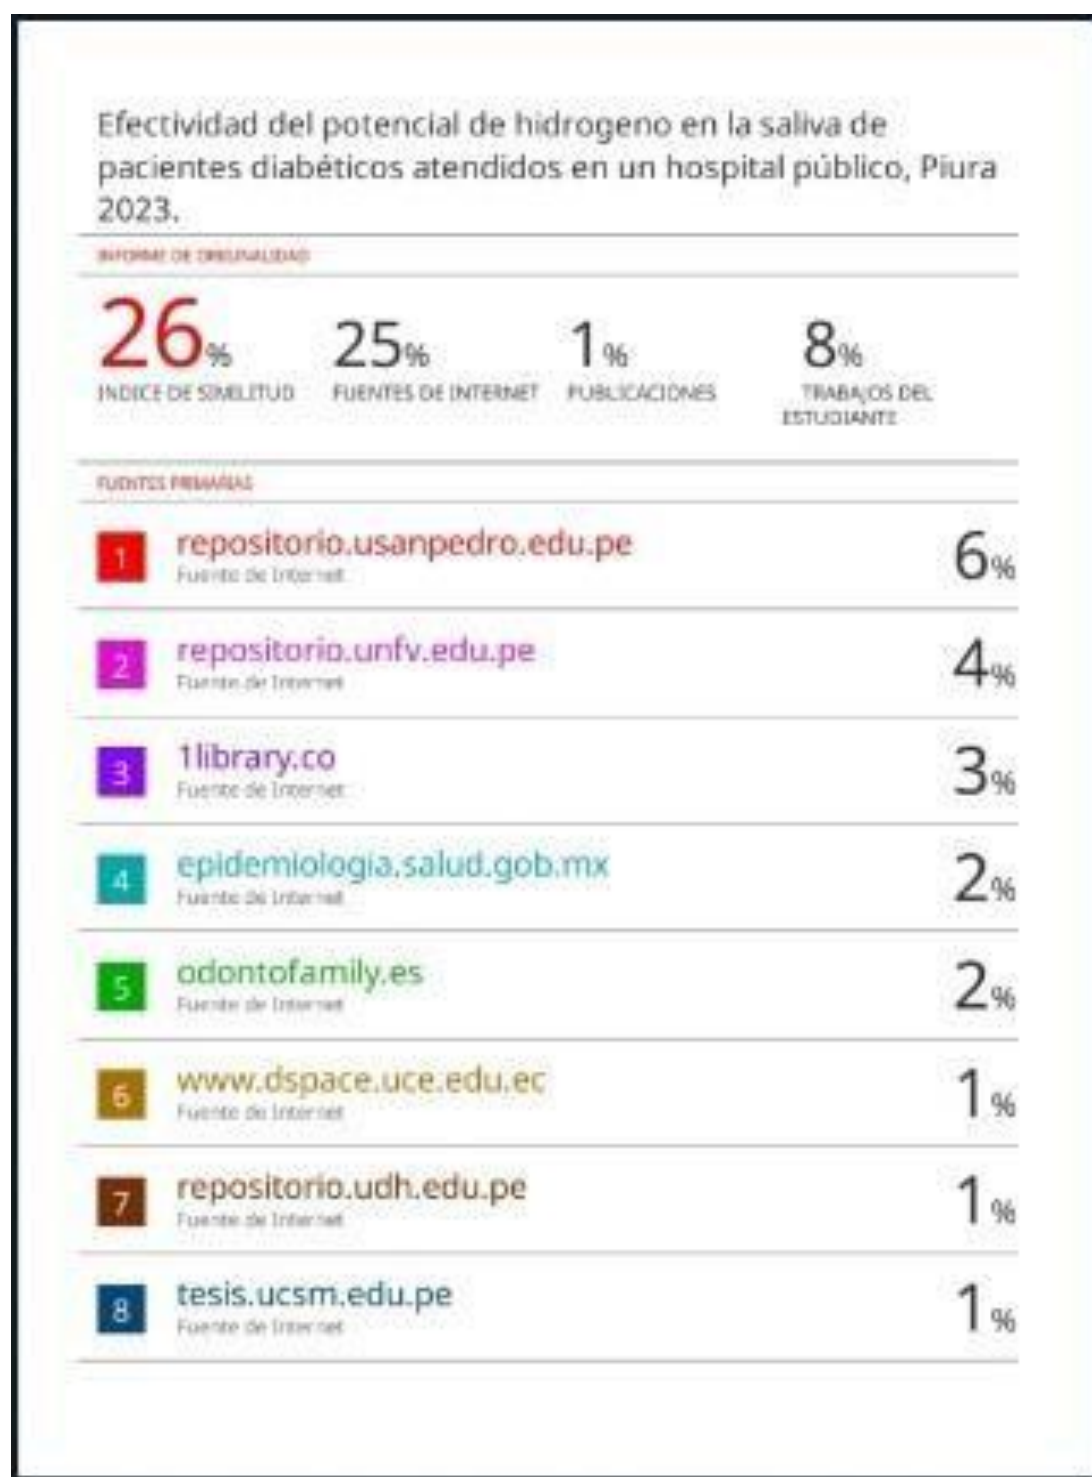 Efectividad del potencial de hidrogeno en la saliva de
pacientes diabéticos atendidos en un hospital público, Piura
2023.
INFORME DE ORIGINALIDAD
26% 25% 1% 8%
INDICE DE SIMILITUD FUENTES DE INTERNET PUBLICACIONES TRABAJOS DEL
ESTUDIANTE
FUENTES PRIMARIAS
1 repositorio.usanpedro.edu.pe 6%
Fuente de Internet
2 repositorio.unfv.edu.pe 4%
Fuente de Internet
3 1library.co 3%
Fuente de Internet
4 epidemiologia.salud.gob.mx 2%
Fuente de Internet
5 odontofamily.es 2%
Fuente de Internet
6 www.dspace.uce.edu.ec 1%
Fuente de Internet
7 repositorio.udh.edu.pe 1%
Fuente de Internet
8 tesis.ucsm.edu.pe 1%
Fuente de Internet